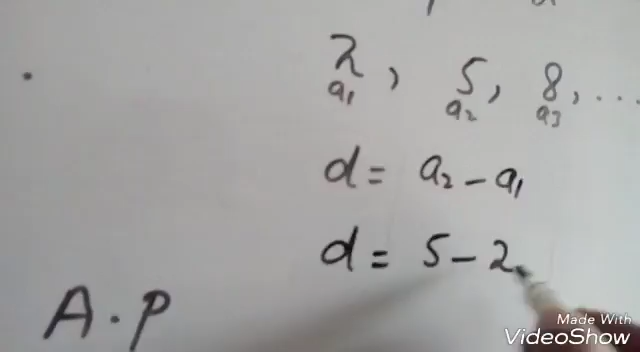 2, 5, 8, ...
a1 a2 a3
d = a2 - a1
d = 5 - 2
A.P
Made With
VideoShow